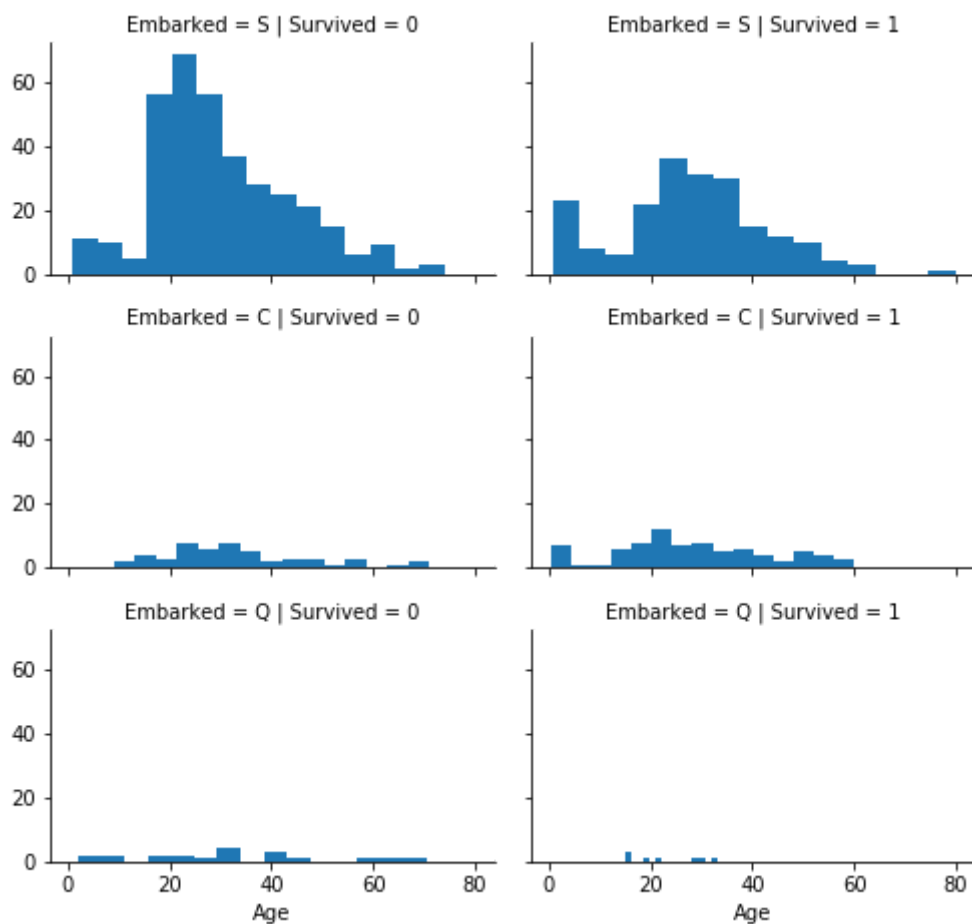 Embarked = S | Survived = 0
Embarked = S | Survived = 1
60
40
20
0
Embarked = C | Survived = 0
Embarked = C | Survived = 1
60
40
20
0
Embarked = Q | Survived = 0
Embarked = Q | Survived = 1
60
40
20
0
0 20 40 60 80
0 20 40 60 80
Age
Age